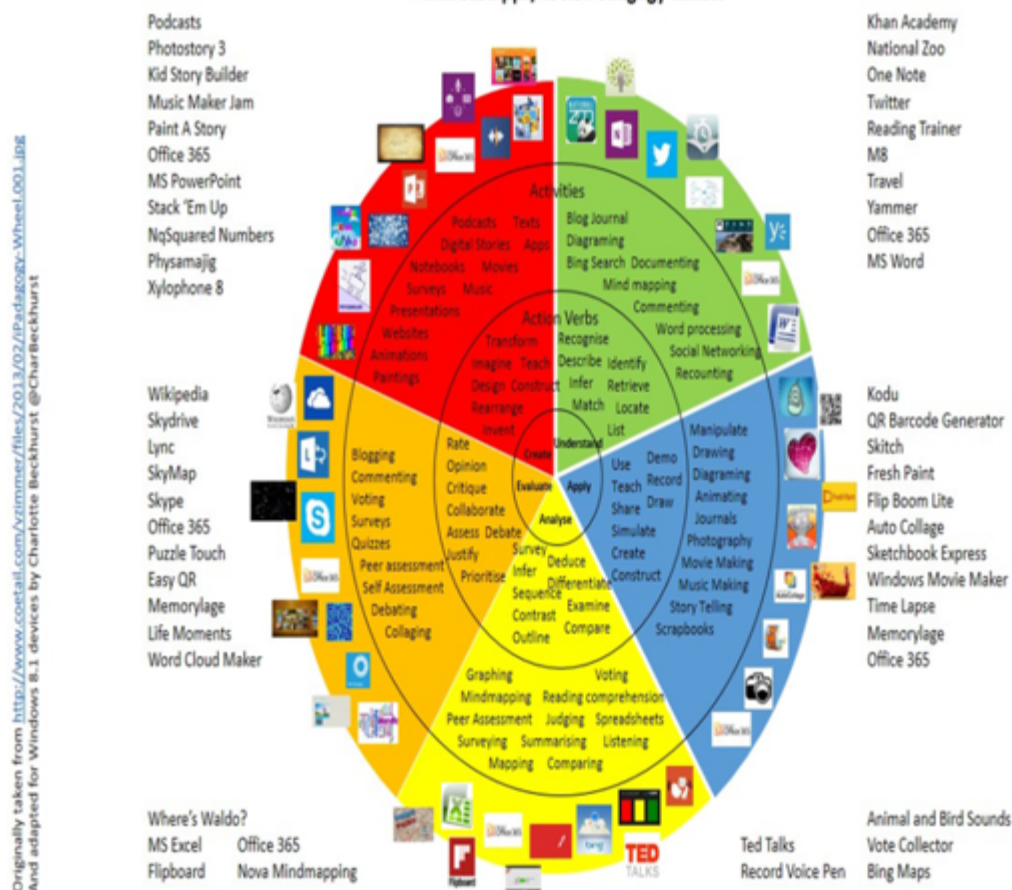 Podcasts
Photostory 3
Kid Story Builder
Music Maker Jam
Paint A Story
Office 365
MS PowerPoint
Stack 'Em Up
NqSquared Numbers
Physamajig
Xylophone 8
Khan Academy
National Zoo
One Note
Twitter
Reading Trainer
M8
Travel
Yammer
Office 365
MS Word
Activities
Podcasts Texts
Digital Stories Apps
Notebooks Movies
Surveys Music
Presentations
Websites
Animations
Paintings
Blog Journal
Diagraming
Bing Search Documenting
Mind mapping
Commenting
Word processing
Social Networking
Recounting
Action Verbs
Transform
Imagine Teach
Design Construct
Rearrange
Invent
Create
Recognise
Describe Identify
Infer Retrieve
Match Locate
List
Understand
Wikipedia
Skydrive
Lync
SkyMap
Skype
Office 365
Puzzle Touch
Easy QR
Memorylage
Life Moments
Word Cloud Maker
Blogging
Commenting
Voting
Surveys
Quizzes
Peer assessment
Self Assessment
Debating
Collaging
Rate
Opinion
Critique
Collaborate
Assess Debate
Justify
Prioritise
Evaluate
Apply
Analyse
Use Demo
Teach Record
Share Draw
Simulate
Create
Construct
Manipulate
Drawing
Diagraming
Animating
Journals
Photography
Movie Making
Music Making
Story Telling
Scrapbooks
Kodu
QR Barcode Generator
Skitch
Fresh Paint
Flip Boom Lite
Auto Collage
Sketchbook Express
Windows Movie Maker
Time Lapse
Memorylage
Office 365
Survey Deduce
Infer Differentiate
Sequence
Contrast Examine
Outline Compare
Graphing Voting
Mindmapping Reading comprehension
Peer Assessment Judging Spreadsheets
Surveying Summarising Listening
Mapping Comparing
Where's Waldo?
MS Excel Office 365
Flipboard Nova Mindmapping
Flipboard
TED
TALKS
Ted Talks
Record Voice Pen
Animal and Bird Sounds
Vote Collector
Bing Maps
Originally taken from http://www.coetail.com/vzimmer/files/2013/02/iPadagogy-Wheel.001.jpg
And adapted for Windows 8.1 devices by Charlotte Beckhurst @CharBeckhurst